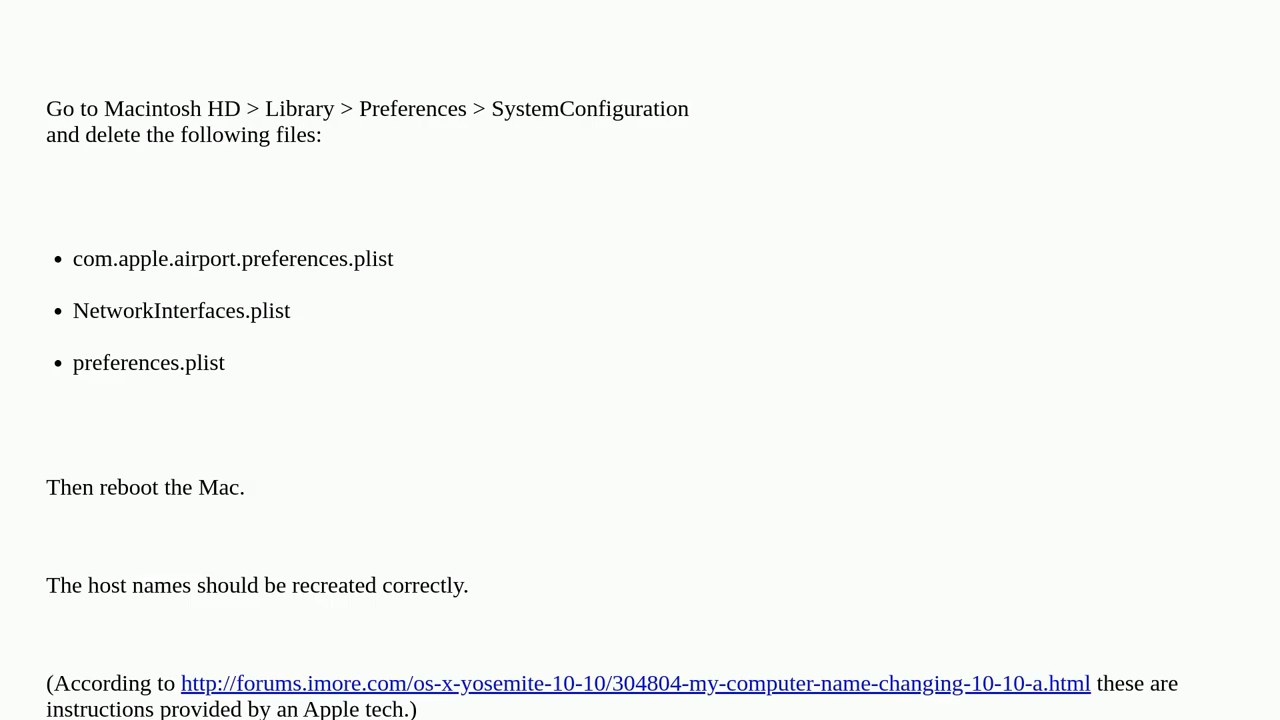 Go to Macintosh HD > Library > Preferences > SystemConfiguration
and delete the following files:
• com.apple.airport.preferences.plist
• NetworkInterfaces.plist
• preferences.plist
Then reboot the Mac.
The host names should be recreated correctly.
(According to http://forums.imore.com/os-x-yosemite-10-10/304804-my-computer-name-changing-10-10-a.html these are
instructions provided by an Apple tech.)